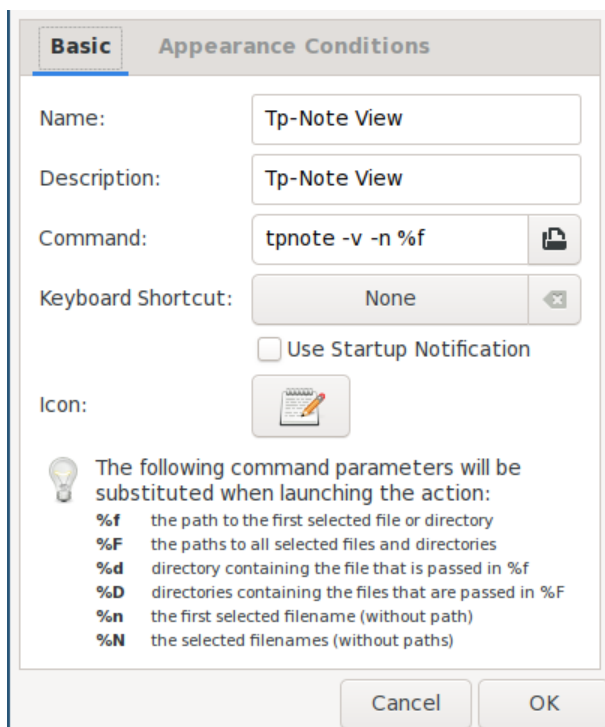 Basic Appearance Conditions
Name: Tp-Note View
Description: Tp-Note View
Command: tpnote -v -n %f
Keyboard Shortcut: None
Use Startup Notification
Icon:
The following command parameters will be
substituted when launching the action:
%f the path to the first selected file or directory
%F the paths to all selected files and directories
%d directory containing the file that is passed in %f
%D directories containing the files that are passed in %F
%n the first selected filename (without path)
%N the selected filenames (without paths)
Cancel OK